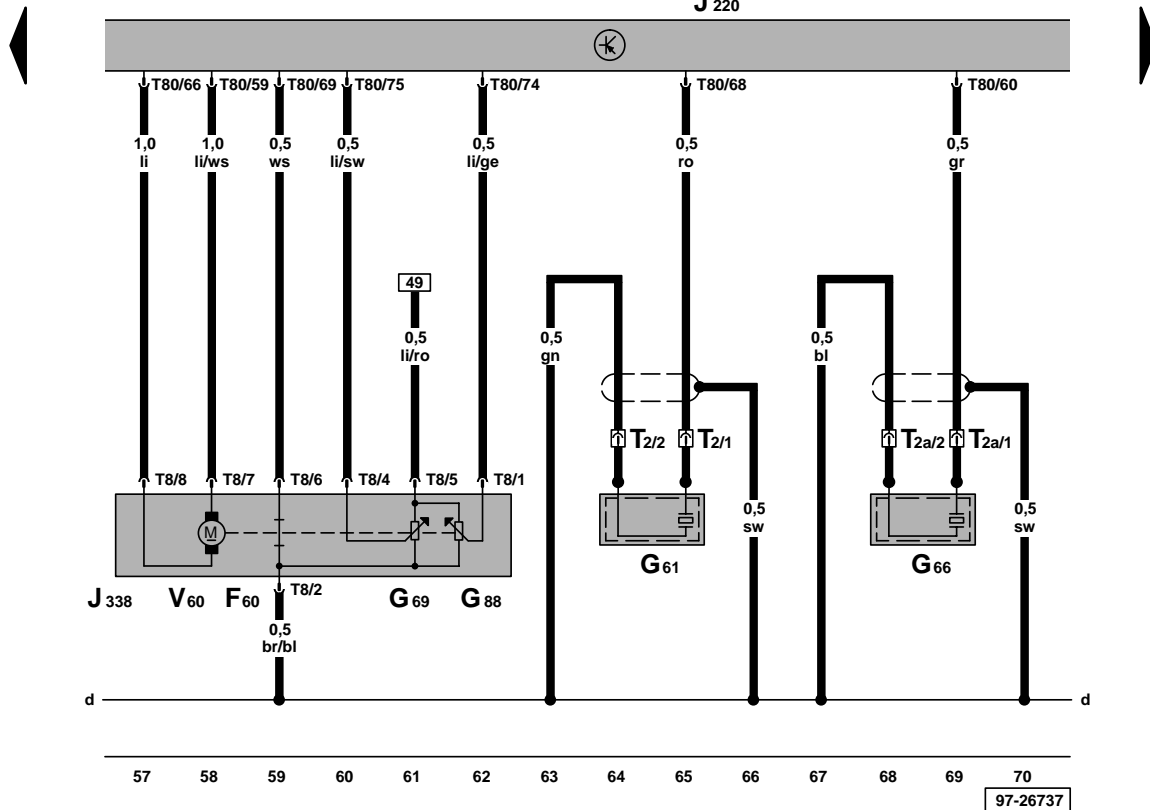 J 220
T80/66 T80/59 T80/69 T80/75 T80/74 T80/68 T80/60
1,0 1,0 0,5 0,5 0,5 0,5 0,5
li li/ws ws li/sw li/ge ro gr
49
0,5 0,5 0,5
li/ro gn bl
T2/2 T2/1 T2a/2 T2a/1
T8/8 T8/7 T8/6 T8/4 T8/5 T8/1
0,5 0,5
sw sw
M
G61 G66
T8/2
J 338 V60 F60 G69 G88
0,5
br/bl
d d
57 58 59 60 61 62 63 64 65 66 67 68 69 70
97-26737